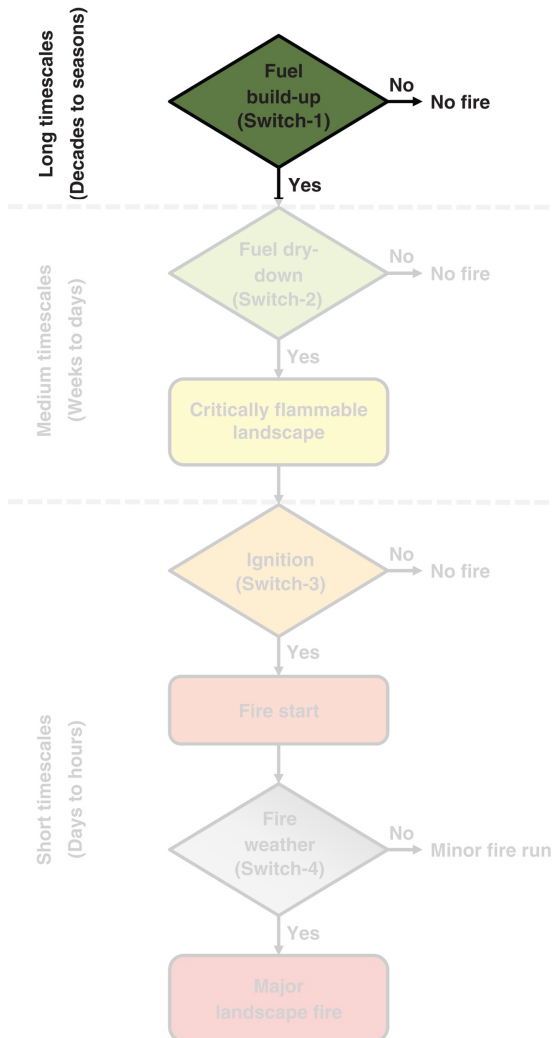 Long timescales
(Decades to seasons)
Fuel
build-up
(Switch-1)
No
No fire
Yes
Medium timescales
(Weeks to days)
Fuel dry-
down
(Switch-2)
No
No fire
Yes
Critically flammable
landscape
Short timescales
(Days to hours)
Ignition
(Switch-3)
No
No fire
Yes
Fire start
Fire
weather
(Switch-4)
No
Minor fire run
Yes
Major
landscape fire